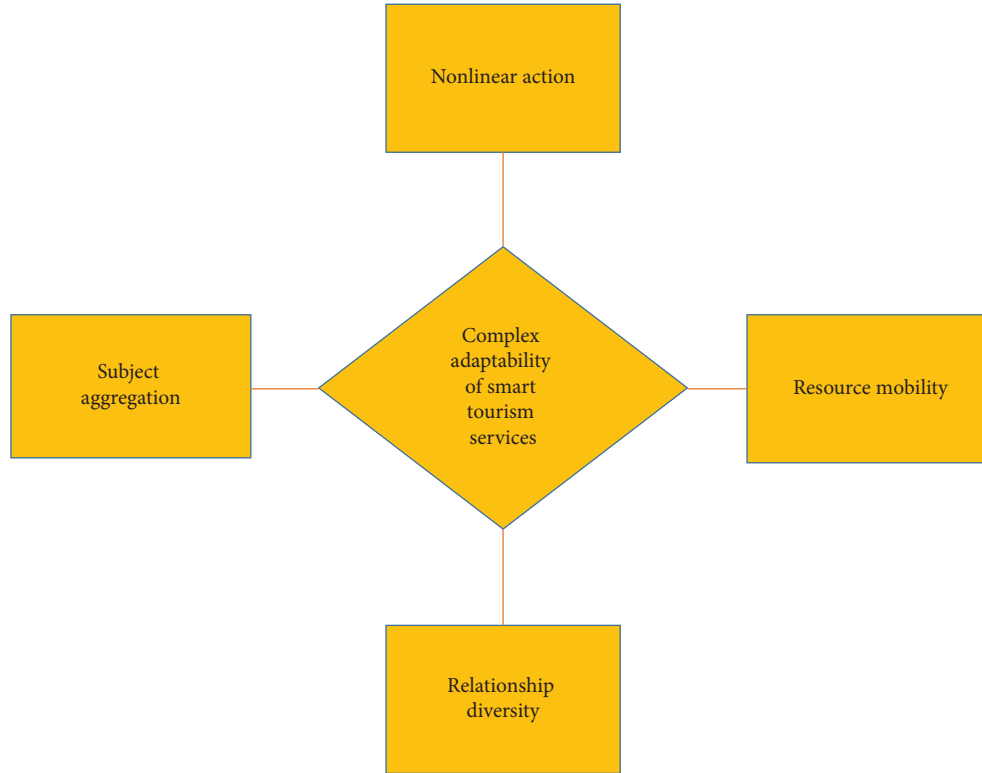 Nonlinear action
Subject
aggregation
Complex
adaptability
of smart
tourism
services
Resource mobility
Relationship
diversity